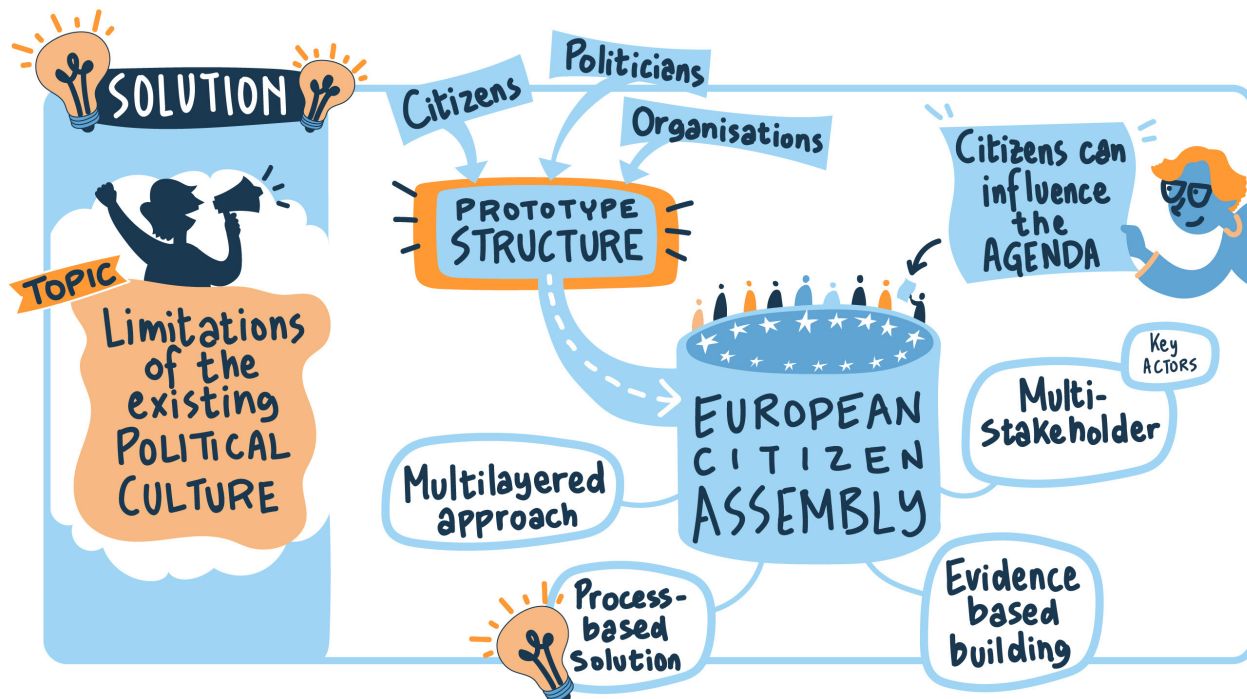 SOLUTION
TOPIC
Limitations
of the
existing
POLITICAL
CULTURE
Citizens
Politicians
Organisations
PROTOTYPE
STRUCTURE
Citizens can
influence
the
AGENDA
EUROPEAN
CITIZEN
ASSEMBLY
Key
ACTORS
Multi-
stakeholder
Multilayered
approach
Process-
based
solution
Evidence
based
building